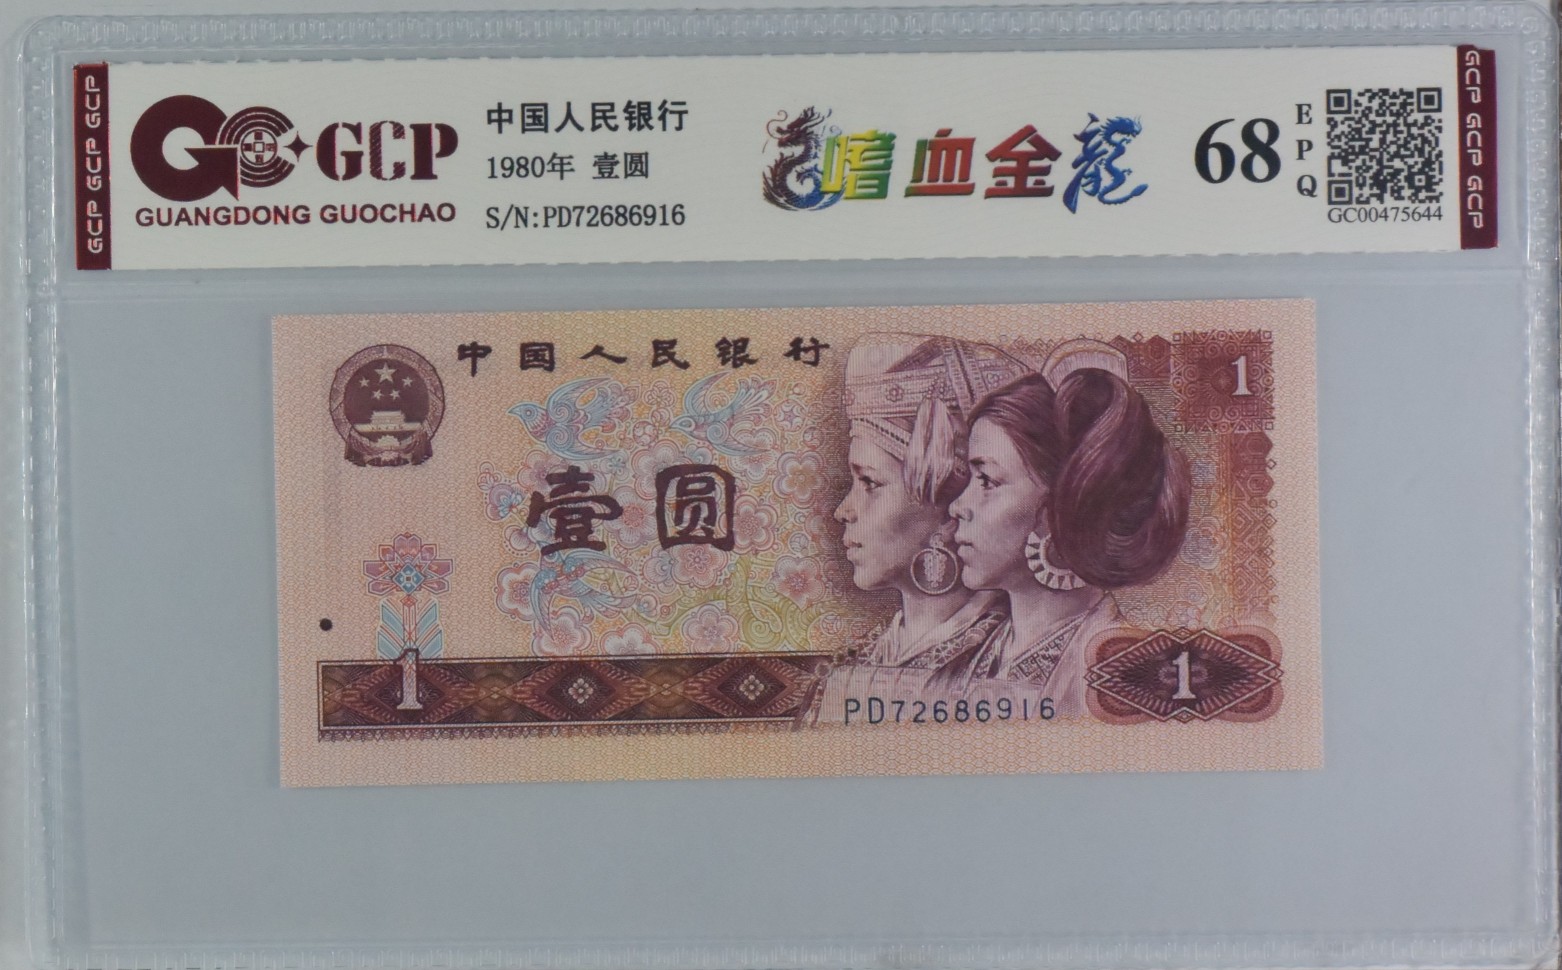 GCP GCP GCP
GCP
GUANGDONG GUOCHAO
中国人民银行
1980年 壹圆
S/N:PD72686916
嗜血金龍
68
EPQ
GC00475644
GCP GCP GCP
中国人民银行
1
壹圆
1
1
PD72686916